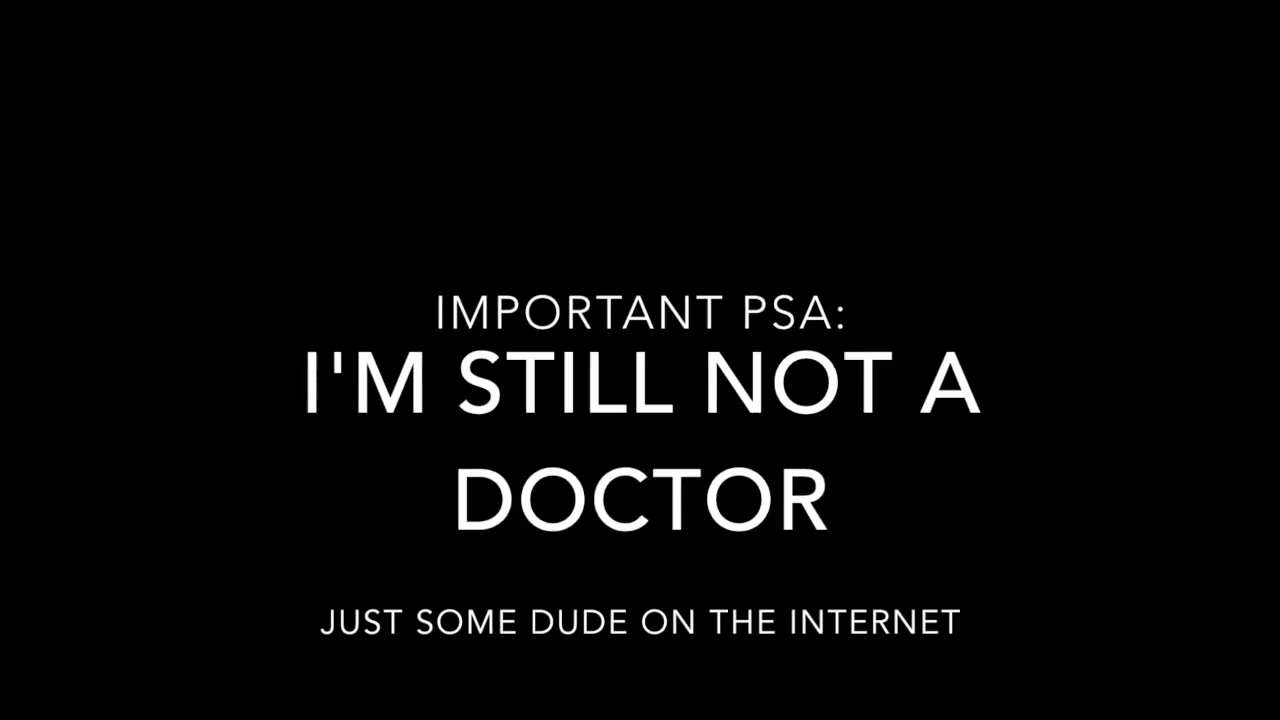 IMPORTANT PSA:
I'M STILL NOT A
DOCTOR
JUST SOME DUDE ON THE INTERNET